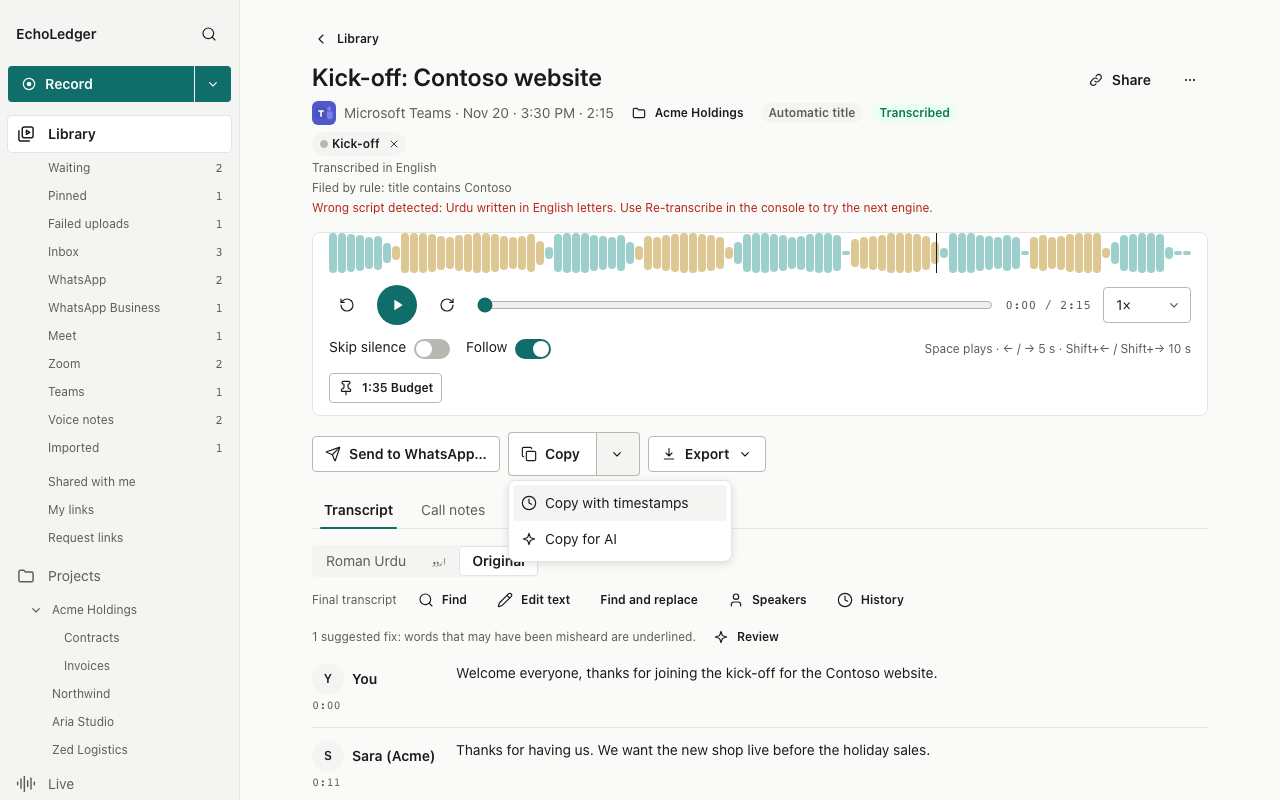 EchoLedger
Record
Library
Waiting 2
Pinned 1
Failed uploads 1
Inbox 3
WhatsApp 2
WhatsApp Business 1
Meet 1
Zoom 2
Teams 1
Voice notes 2
Imported 1
Shared with me
My links
Request links
Projects
Acme Holdings
Contracts
Invoices
Northwind
Aria Studio
Zed Logistics
Live
Library
Kick-off: Contoso website
Share
Microsoft Teams · Nov 20 · 3:30 PM · 2:15 Acme Holdings Automatic title Transcribed
Kick-off
Transcribed in English
Filed by rule: title contains Contoso
Wrong script detected: Urdu written in English letters. Use Re-transcribe in the console to try the next engine.
0:00 / 2:15 1×
Skip silence Follow Space plays · ← / → 5 s · Shift+← / Shift+→ 10 s
1:35 Budget
Send to WhatsApp... Copy Export
Copy with timestamps
Copy for AI
Transcript Call notes
Roman Urdu اردو Original
Final transcript Find Edit text Find and replace Speakers History
1 suggested fix: words that may have been misheard are underlined. Review
Y You Welcome everyone, thanks for joining the kick-off for the Contoso website.
0:00
S Sara (Acme) Thanks for having us. We want the new shop live before the holiday sales.
0:11